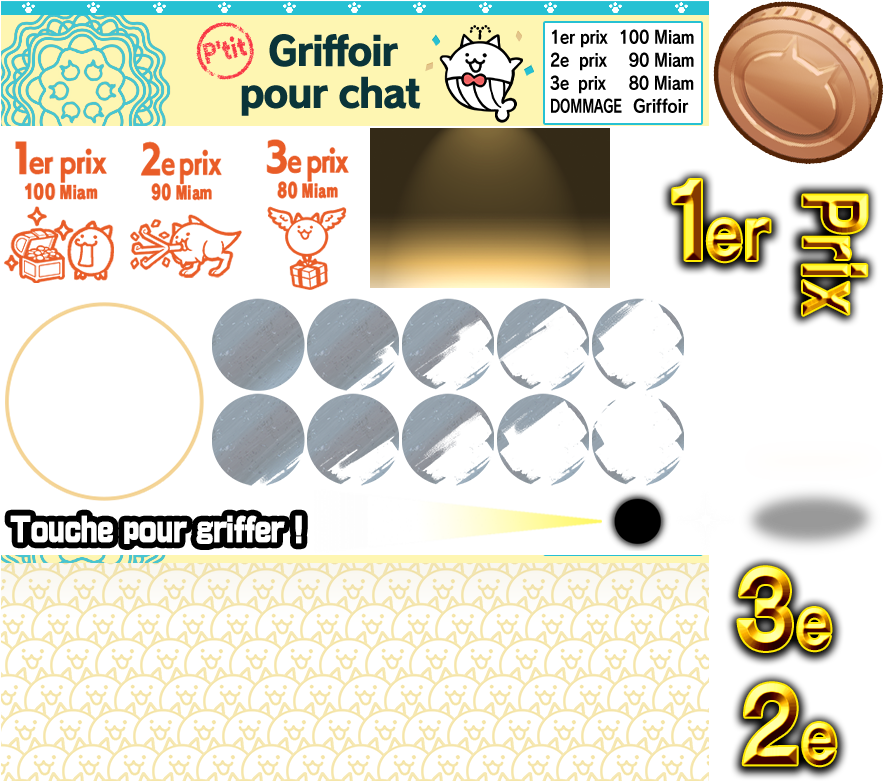 P'tit
Griffoir
pour chat
1er prix 100 Miam
2e prix 90 Miam
3e prix 80 Miam
DOMMAGE Griffoir
1er prix
100 Miam
2e prix
90 Miam
3e prix
80 Miam
1er
Prix
Touche pour griffer !
3e
2e